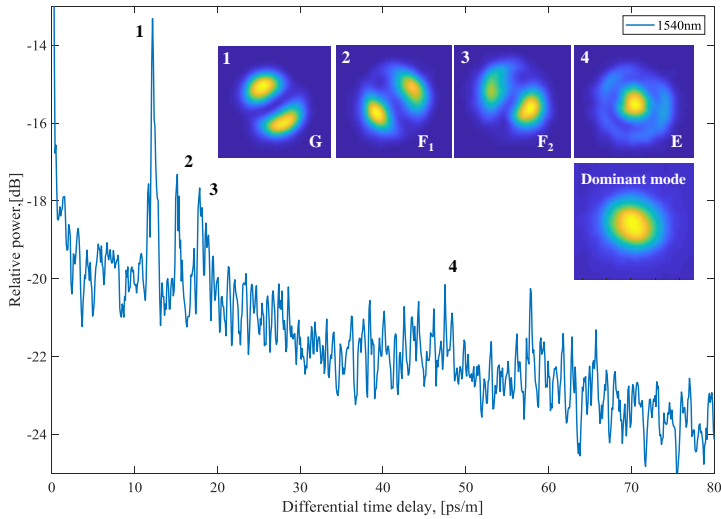 1540nm
1
2
3
4
1
G
2
F1
3
F2
4
E
Dominant mode
-14
-16
-18
-20
-22
-24
Relative power,[dB]
0 10 20 30 40 50 60 70 80
Differential time delay, [ps/m]